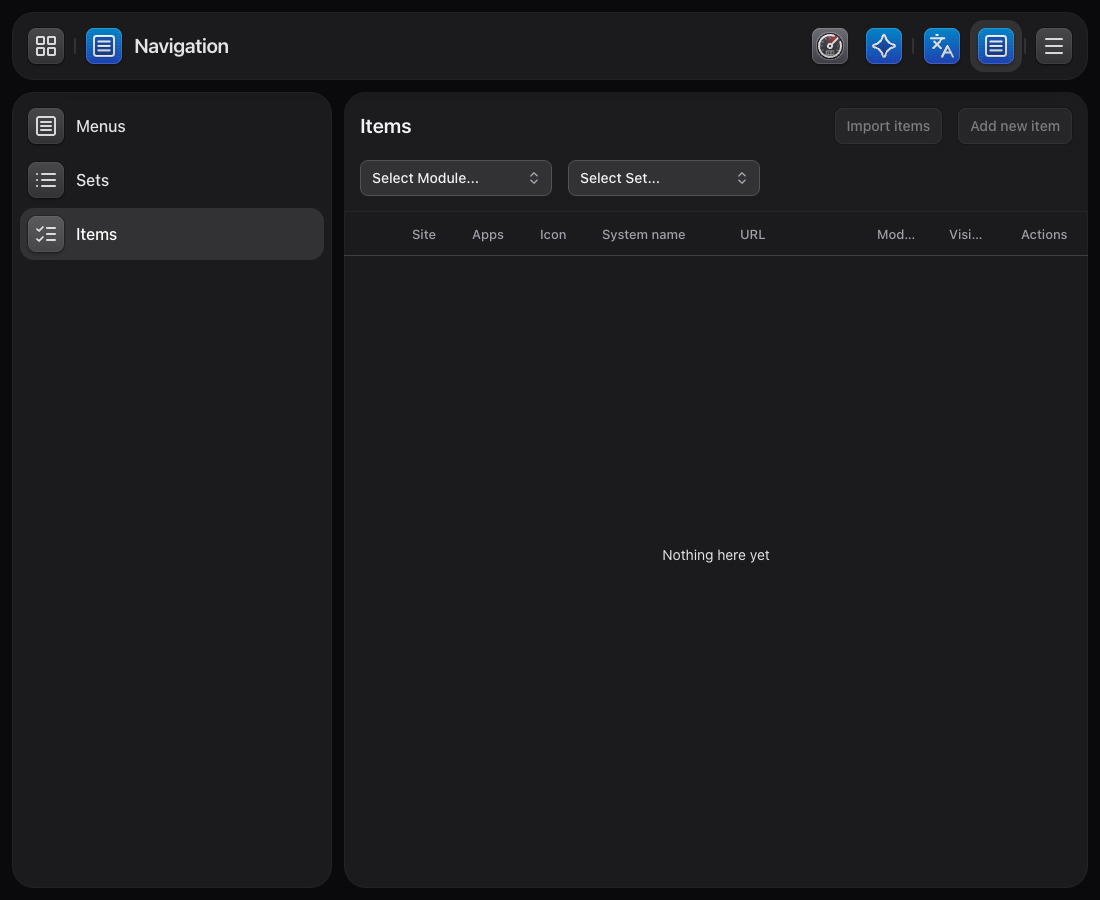 Navigation
Menus
Sets
Items
Items
Import items
Add new item
Select Module...
Select Set...
Site Apps Icon System name URL Mod... Visi... Actions
Nothing here yet